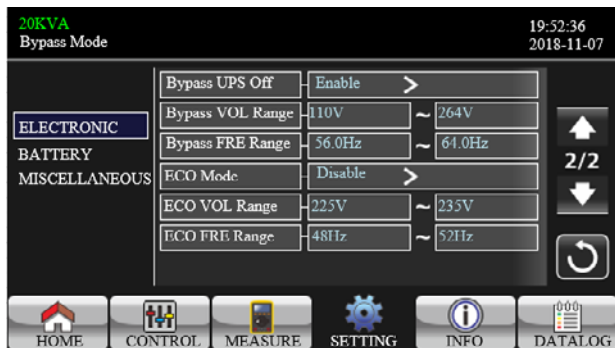 20KVA
19:52:36
Bypass Mode
2018-11-07
Bypass UPS Off Enable >
Bypass VOL Range 110V ~ 264V
ELECTRONIC
Bypass FRE Range 56.0Hz ~ 64.0Hz
BATTERY
2/2
ECO Mode Disable >
MISCELLANEOUS
ECO VOL Range 225V ~ 235V
ECO FRE Range 48Hz ~ 52Hz
HOME CONTROL MEASURE SETTING INFO DATALOG